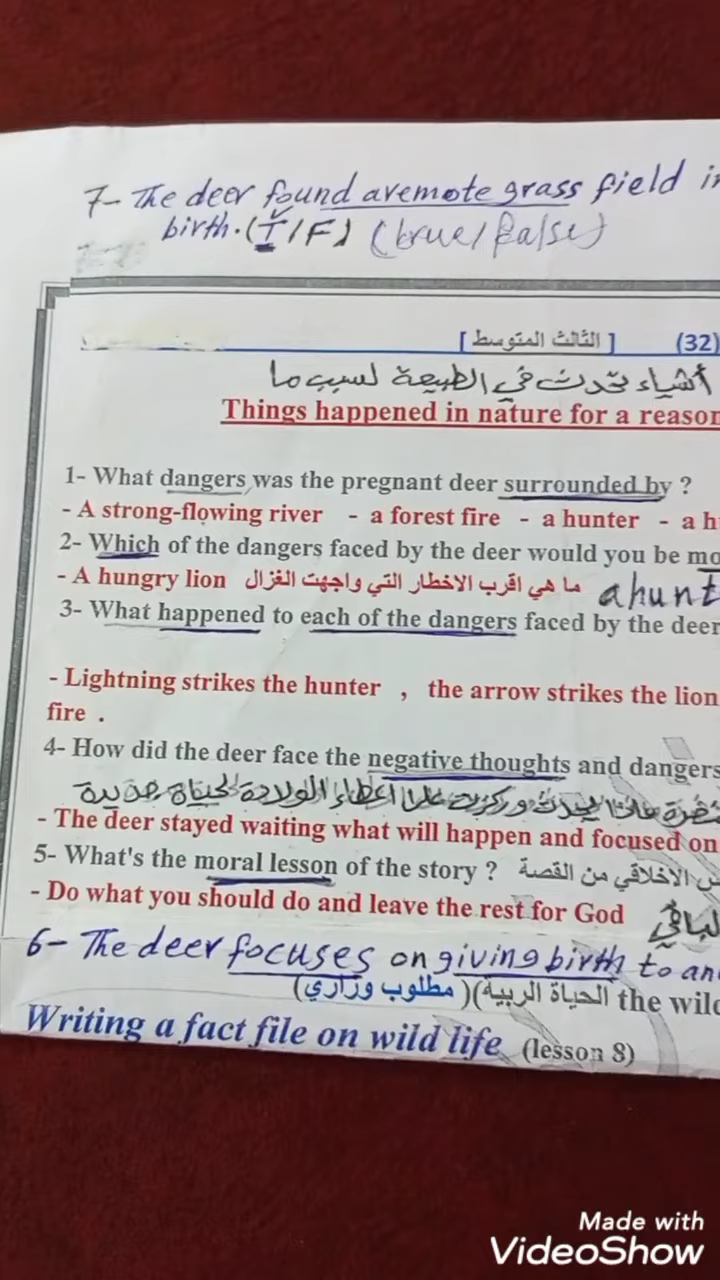 7- The deer found aremote grass field in
birth. (T/F) (true/false)
[ الثالث المتوسط ] (32)
أشياء تحدث في الطبيعة لسبب ما
Things happened in nature for a reason
1- What dangers was the pregnant deer surrounded by ?
- A strong-flowing river - a forest fire - a hunter - a h
2- Which of the dangers faced by the deer would you be mo
- A hungry lion ما هي اقرب الاخطار التي واجهت الغزال a hunt
3- What happened to each of the dangers faced by the deer
- Lightning strikes the hunter , the arrow strikes the lion
fire .
4- How did the deer face the negative thoughts and dangers
الولادة لحياة جديدة
- The deer stayed waiting what will happen and focused on
5- What's the moral lesson of the story ? الاخلاقي من القصة
- Do what you should do and leave the rest for God
6- The deer focuses on giving birth to an
(مطلوب وزاري)(الحياة الربية the wild
Writing a fact file on wild life (lesson 8)
Made with
VideoShow